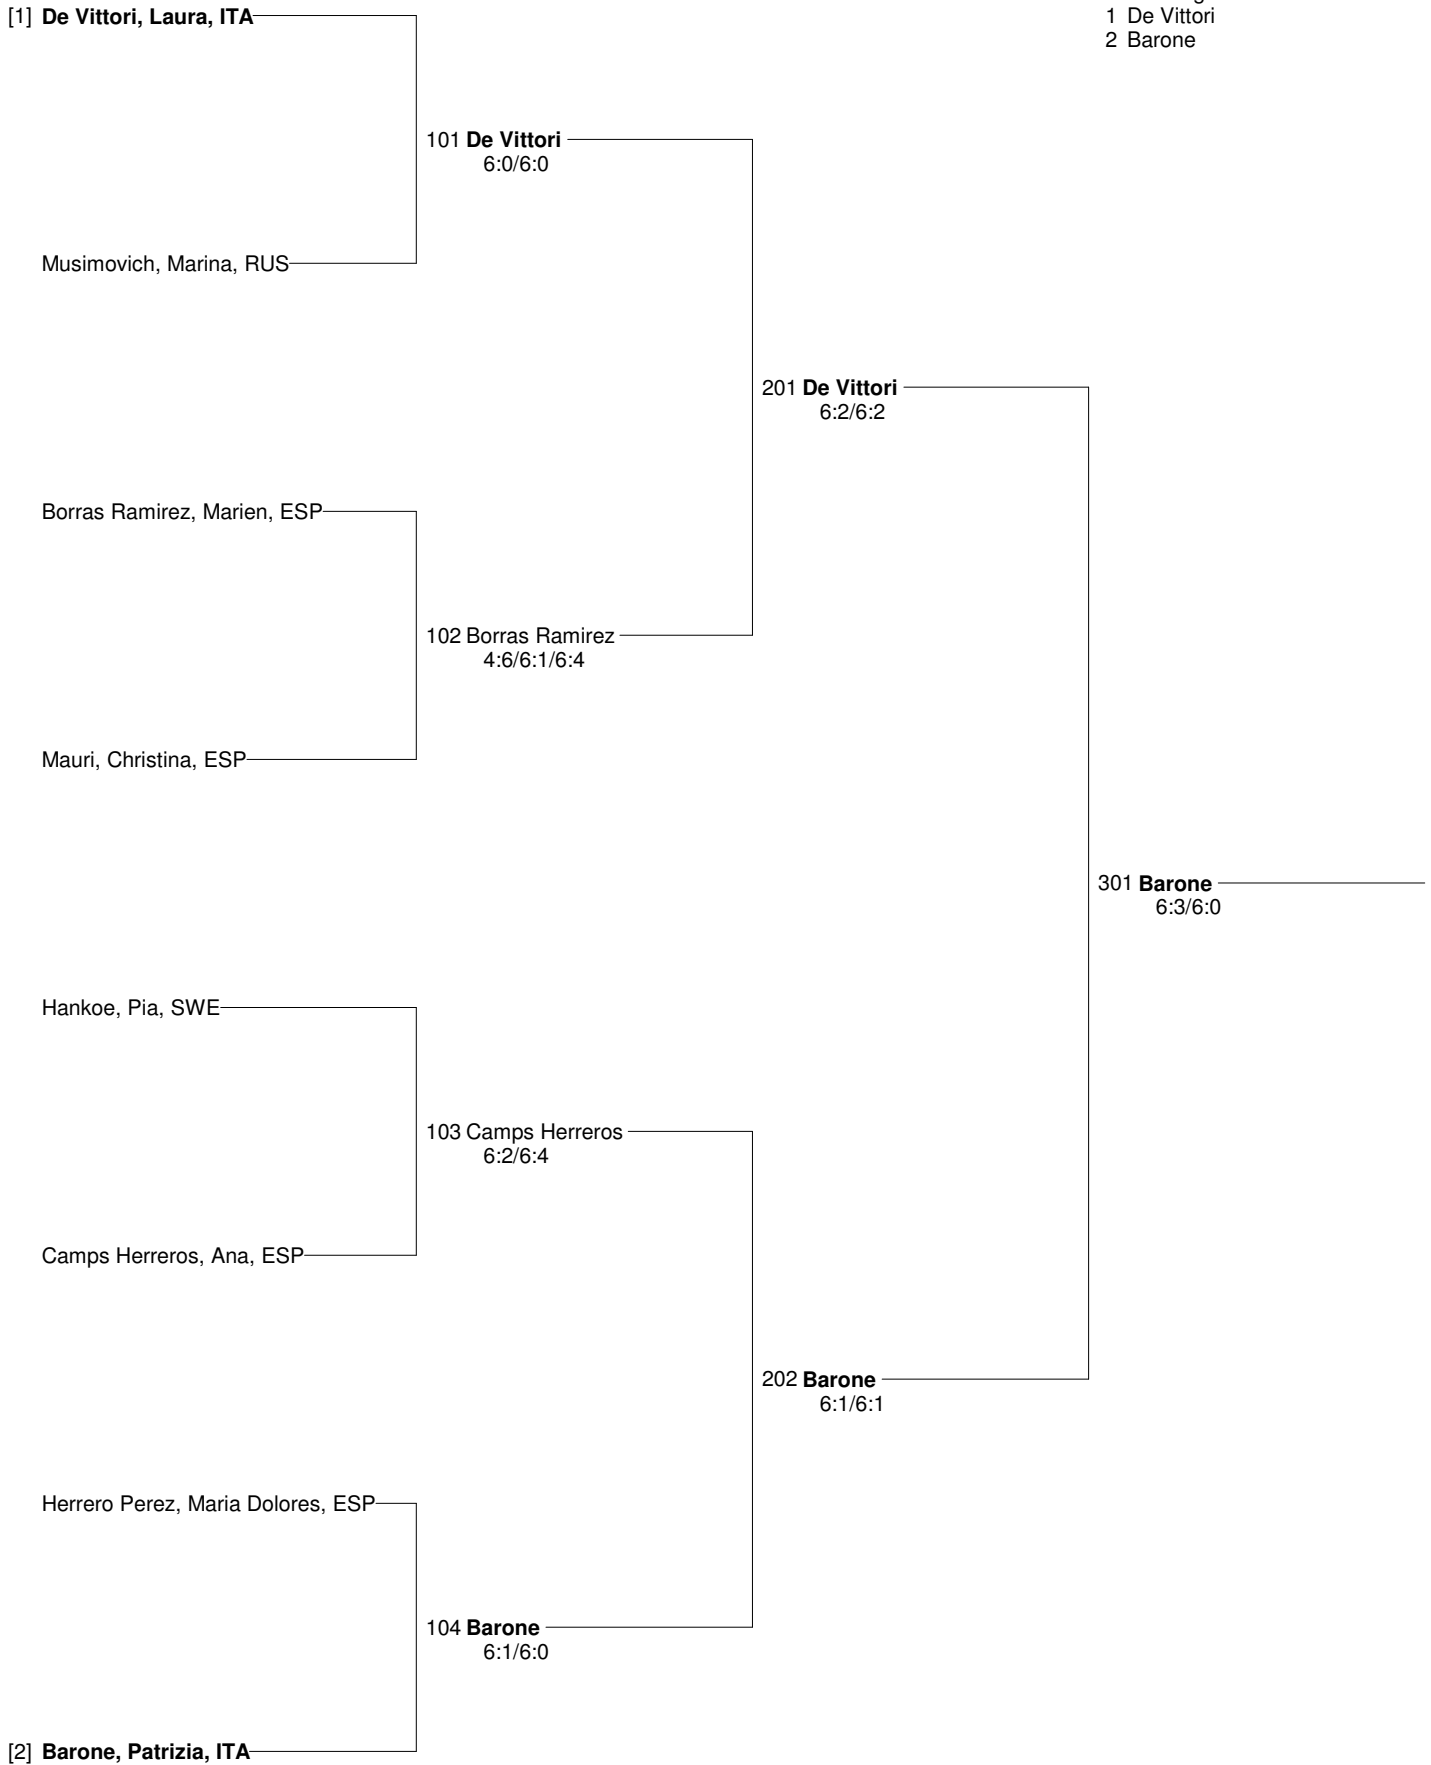 1 De Vittori
2 Barone
[1] De Vittori, Laura, ITA
101 De Vittori
6:0/6:0
Musimovich, Marina, RUS
201 De Vittori
6:2/6:2
Borras Ramirez, Marien, ESP
102 Borras Ramirez
4:6/6:1/6:4
Mauri, Christina, ESP
301 Barone
6:3/6:0
Hankoe, Pia, SWE
103 Camps Herreros
6:2/6:4
Camps Herreros, Ana, ESP
202 Barone
6:1/6:1
Herrero Perez, Maria Dolores, ESP
104 Barone
6:1/6:0
[2] Barone, Patrizia, ITA